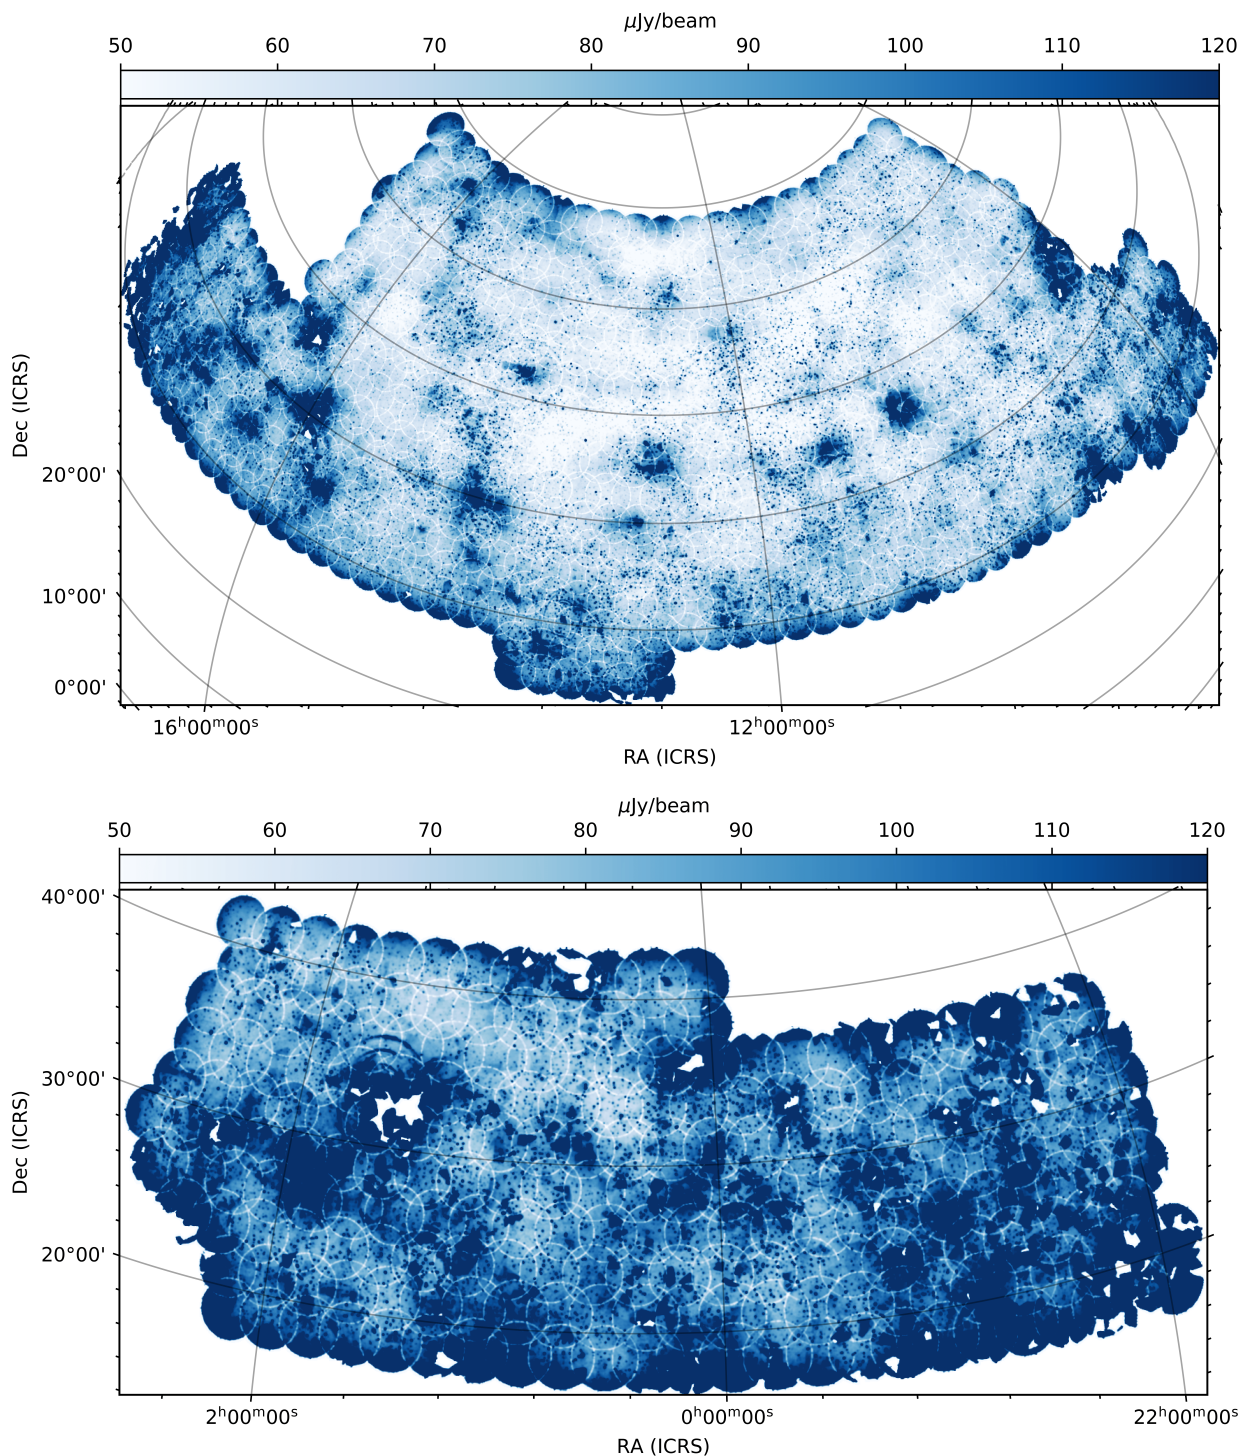 μJy/beam
50 60 70 80 90 100 110 120
Dec (ICRS)
20°00'
10°00'
0°00'
16ʰ00ᵐ00ˢ 12ʰ00ᵐ00ˢ
RA (ICRS)
μJy/beam
50 60 70 80 90 100 110 120
40°00'
30°00'
Dec (ICRS)
20°00'
2ʰ00ᵐ00ˢ 0ʰ00ᵐ00ˢ 22ʰ00ᵐ00ˢ
RA (ICRS)